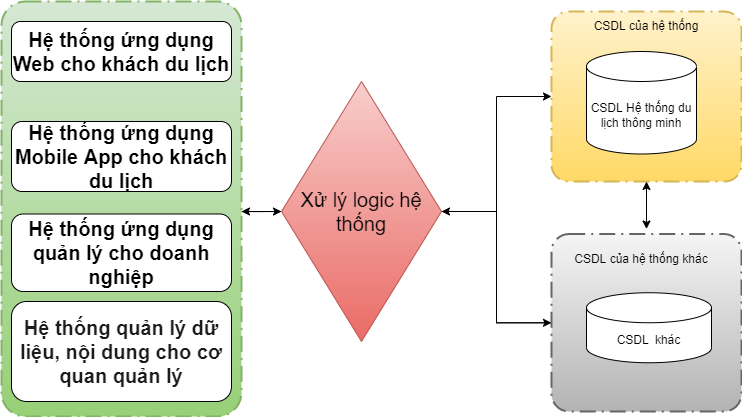 Hệ thống ứng dụng
Web cho khách du lịch
Hệ thống ứng dụng
Mobile App cho khách
du lịch
Hệ thống ứng dụng
quản lý cho doanh
nghiệp
Hệ thống quản lý dữ
liệu, nội dung cho cơ
quan quản lý
Xử lý logic hệ
thống
CSDL của hệ thống
CSDL Hệ thống du
lịch thông minh
CSDL của hệ thống khác
CSDL khác